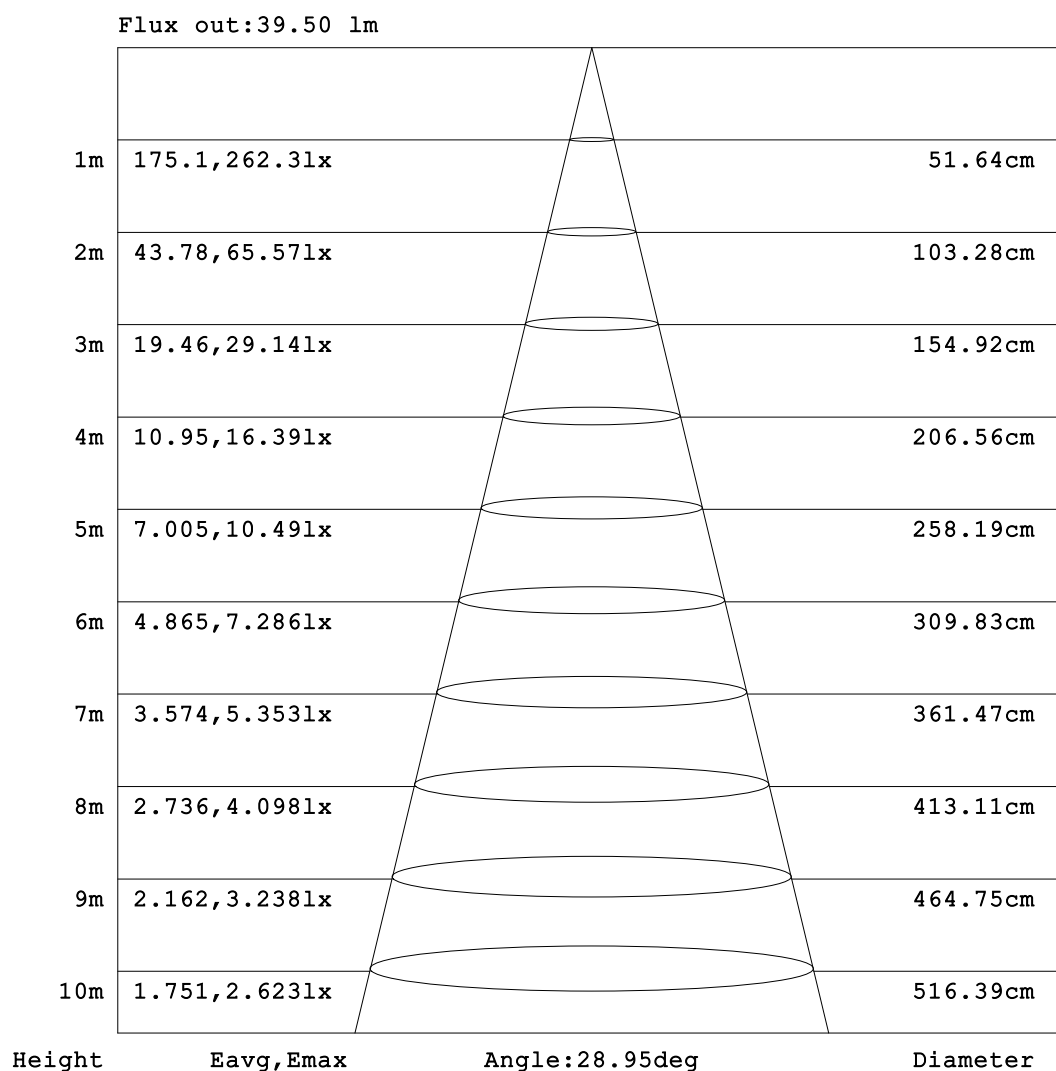 Flux out:39.50 lm
1m 175.1,262.3lx 51.64cm
2m 43.78,65.57lx 103.28cm
3m 19.46,29.14lx 154.92cm
4m 10.95,16.39lx 206.56cm
5m 7.005,10.49lx 258.19cm
6m 4.865,7.286lx 309.83cm
7m 3.574,5.353lx 361.47cm
8m 2.736,4.098lx 413.11cm
9m 2.162,3.238lx 464.75cm
10m 1.751,2.623lx 516.39cm
Height Eavg,Emax Angle:28.95deg Diameter